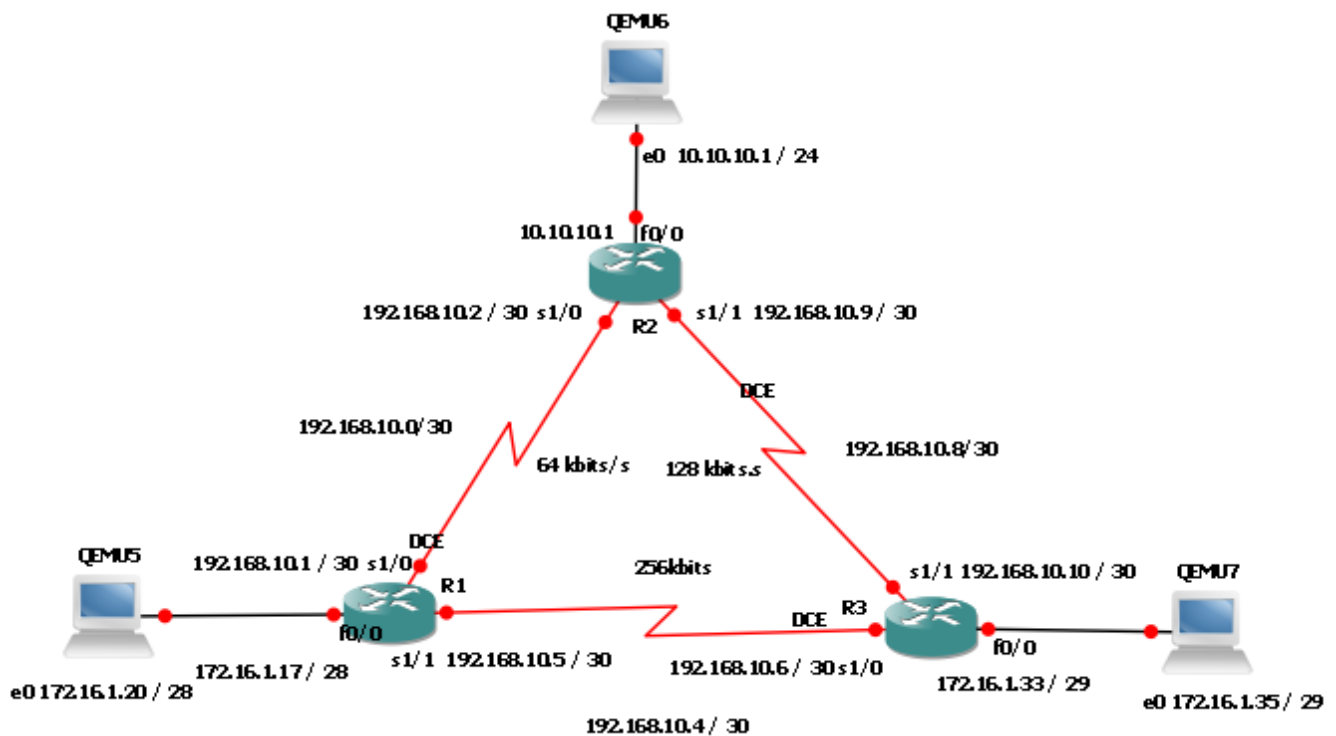 QEMU6
e0 10.10.10.1 / 24
10.10.10.1 f0/0
192.168.10.2 / 30 s1/0
s1/1 192.168.10.9 / 30
R2
DCE
192.168.10.0/30
192.168.10.8/30
64 kbits/s
128 kbits.s
DCE
QEMU5
192.168.10.1 / 30 s1/0
256kbits
s1/1 192.168.10.10 / 30
QEMU7
R1
R3
DCE
f0/0
f0/0
s1/1 192.168.10.5 / 30
192.168.10.6 / 30 s1/0
172.16.1.17 / 28
172.16.1.33 / 29
e0 172.16.1.20 / 28
e0 172.16.1.35 / 29
192.168.10.4 / 30